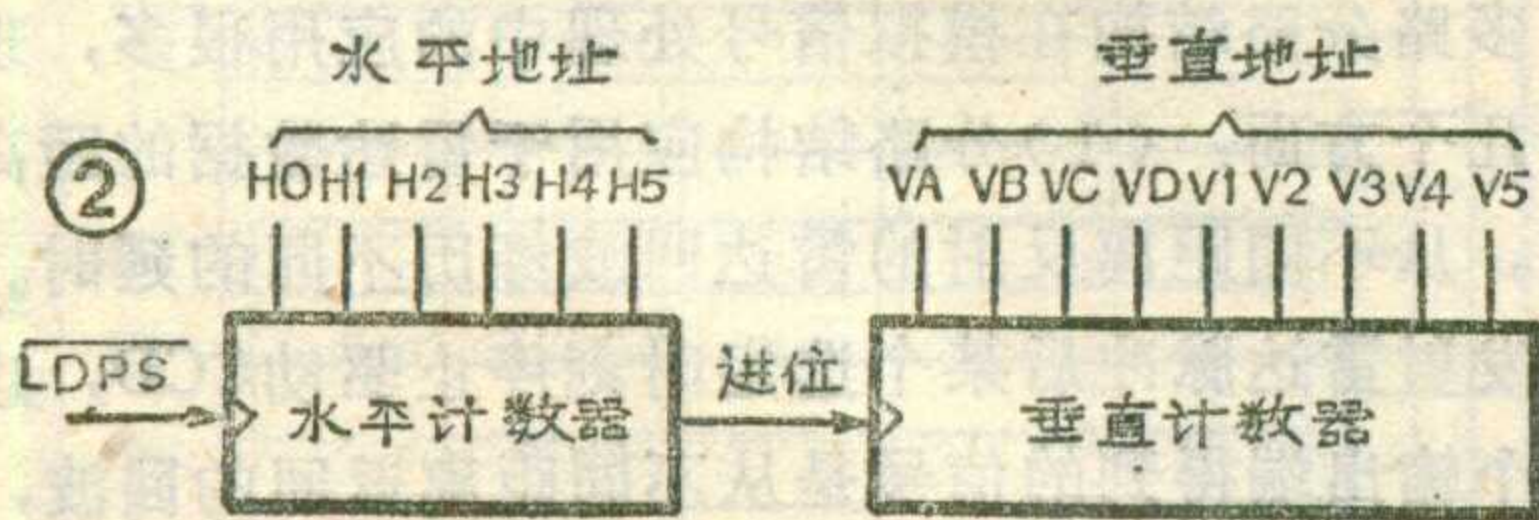 水平地址 垂直地址
② H0 H1 H2 H3 H4 H5 VA VB VC VD V1 V2 V3 V4 V5
LDPS 水平计数器 进位 垂直计数器